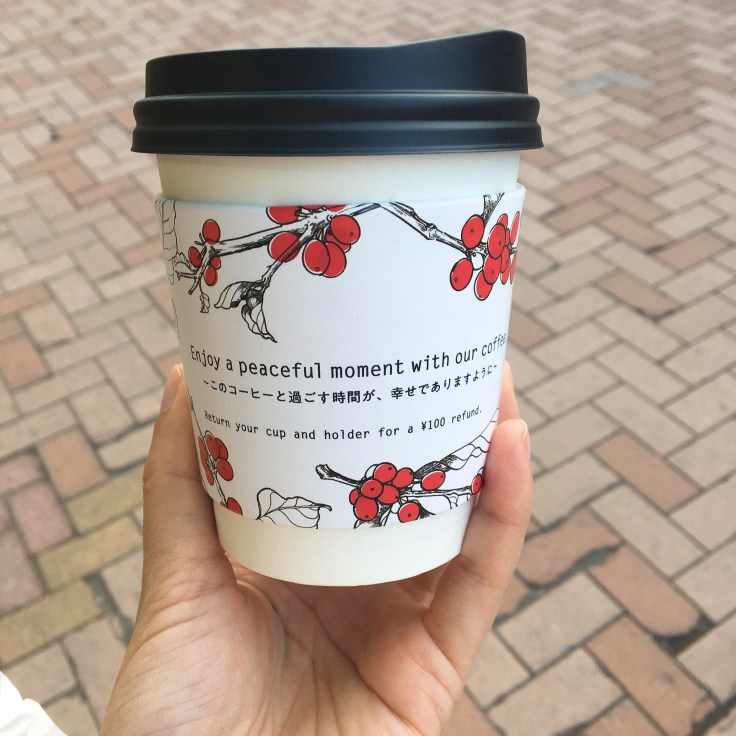 Enjoy a peaceful moment with our coffee
~このコーヒーと過ごす時間が、幸せでありますように~
Return your cup and holder for a ¥100 refund.